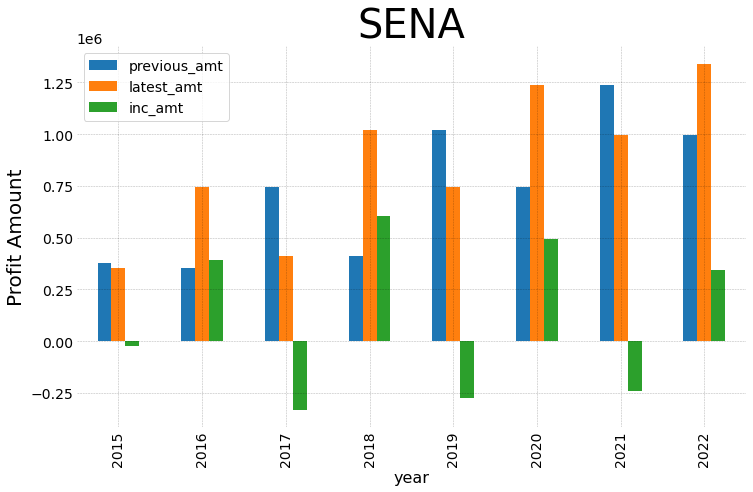 SENA
1e6
previous_amt
latest_amt
inc_amt
1.25
1.00
0.75
0.50
0.25
0.00
−0.25
Profit Amount
2015 2016 2017 2018 2019 2020 2021 2022
year